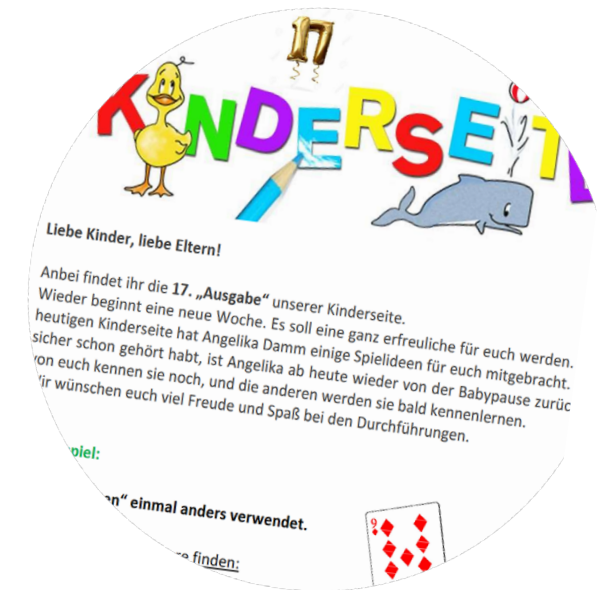 17
KINDERSEITE
Liebe Kinder, liebe Eltern!
Anbei findet ihr die 17. „Ausgabe“ unserer Kinderseite.
Wieder beginnt eine neue Woche. Es soll eine ganz erfreuliche für euch werden.
heutigen Kinderseite hat Angelika Damm einige Spielideen für euch mitgebracht.
sicher schon gehört habt, ist Angelika ab heute wieder von der Babypause zurüc
von euch kennen sie noch, und die anderen werden sie bald kennenlernen.
Wir wünschen euch viel Freude und Spaß bei den Durchführungen.
piel:
en“ einmal anders verwendet.
finden:
9